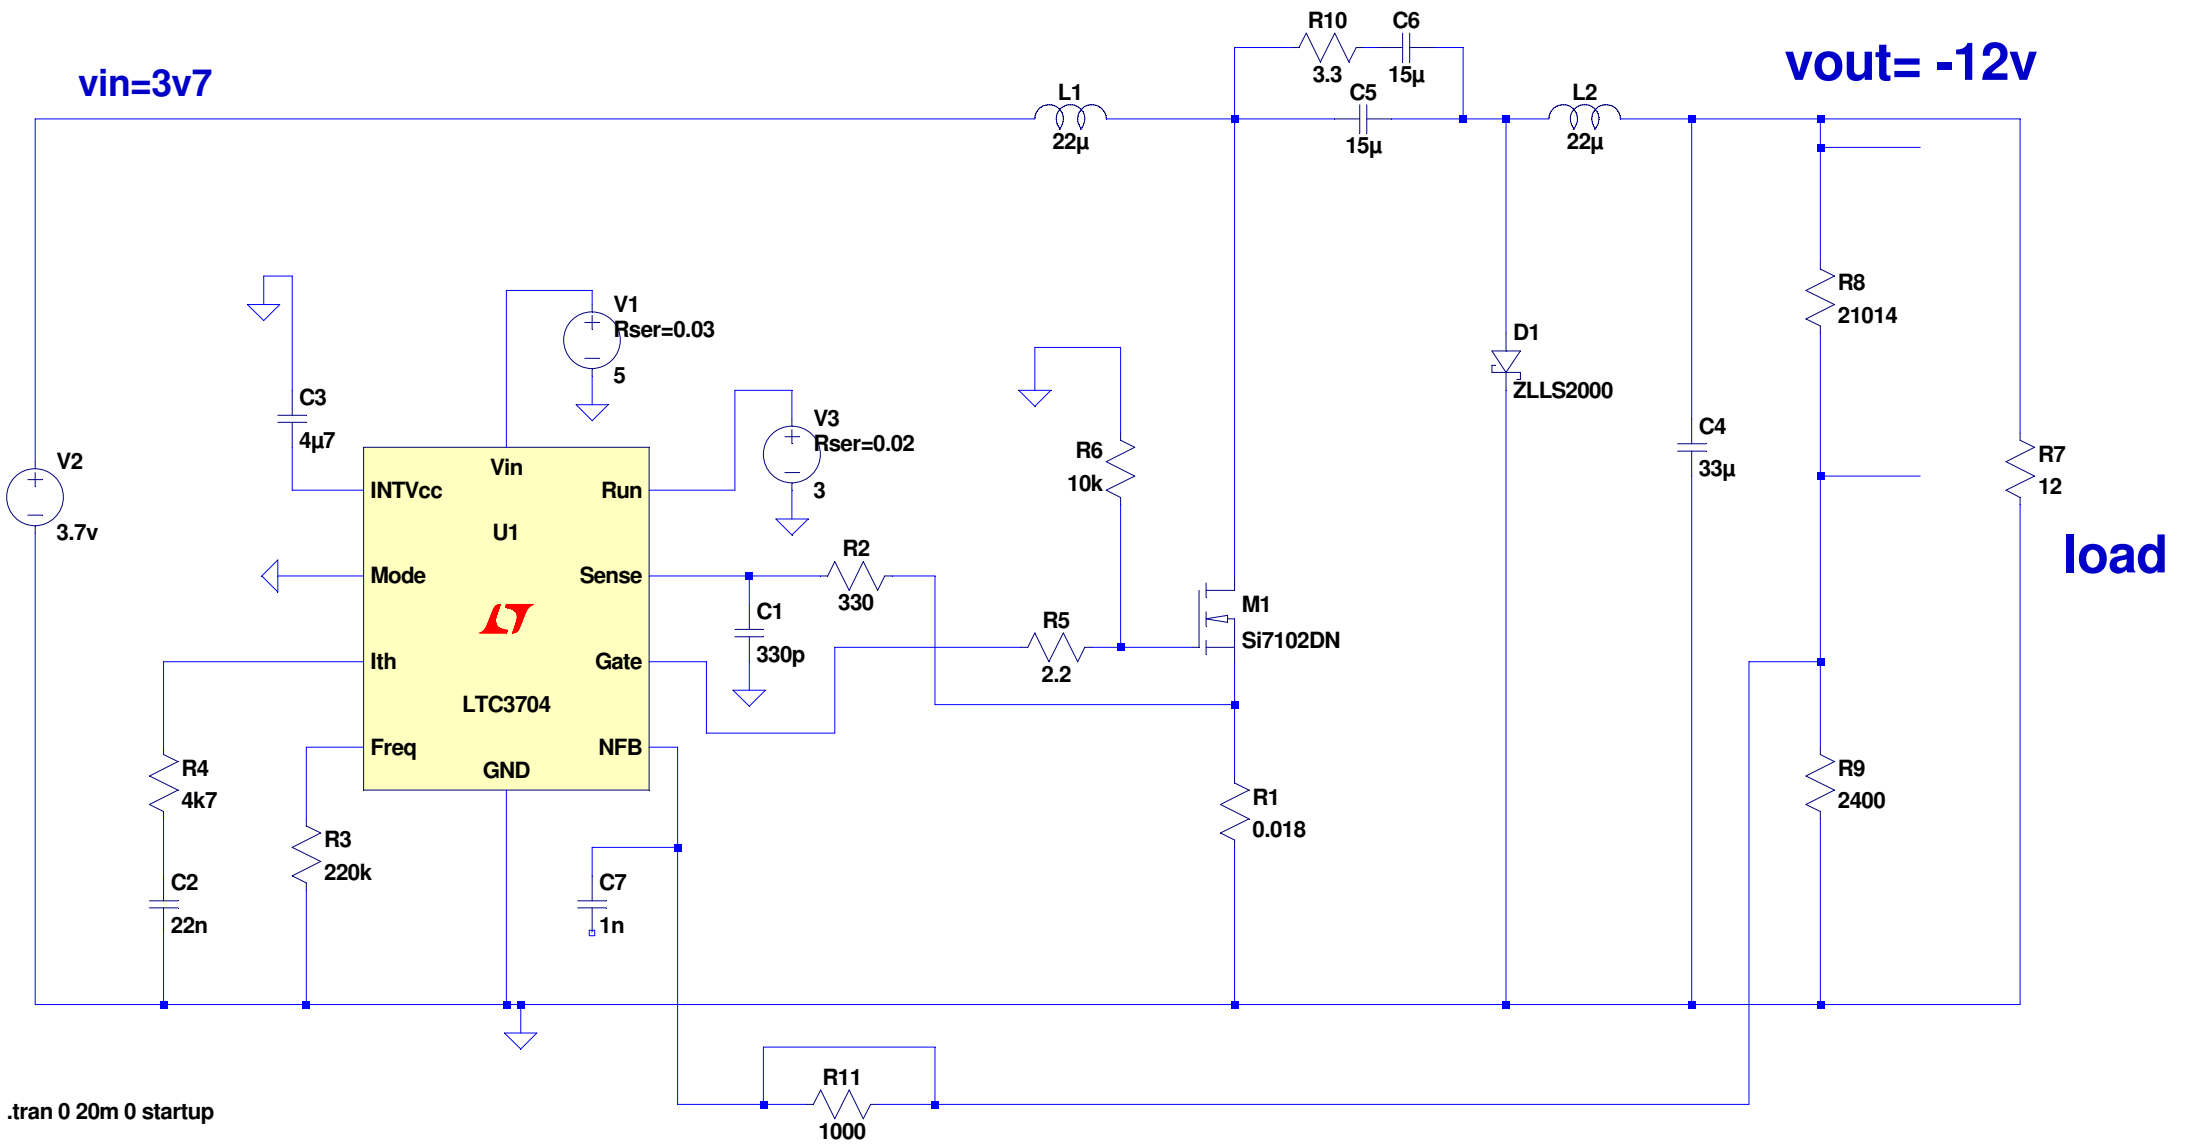 R10
C6
vout= -12v
vin=3v7
3.3
15µ
L1
C5
L2
22µ
15µ
22µ
R8
V1
21014
Rser=0.03
D1
5
ZLLS2000
C3
V3
C4
4µ7
Rser=0.02
R6
R7
V2
Vin
33µ
10k
12
INTVcc
Run
3
3.7v
U1
R2
load
Mode
Sense
330
C1
M1
R5
Si7102DN
330p
Ith
Gate
2.2
LTC3704
Freq
NFB
R4
GND
R9
4k7
R1
2400
0.018
R3
220k
C2
C7
22n
1n
R11
.tran 0 20m 0 startup
1000